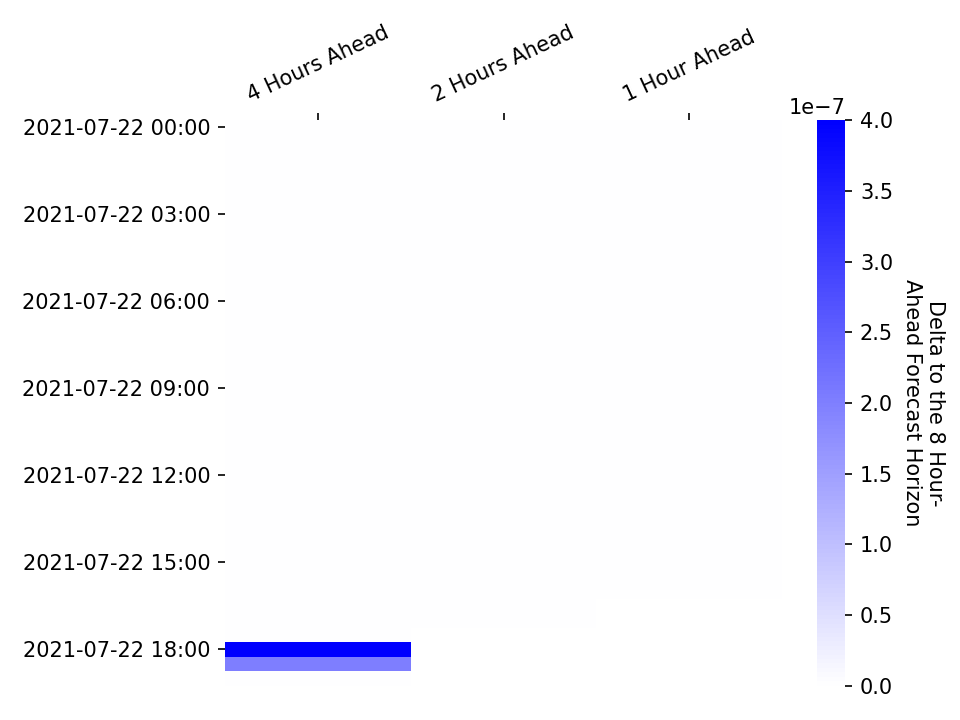 4 Hours Ahead
2 Hours Ahead
1 Hour Ahead
1e−7
2021-07-22 00:00
2021-07-22 03:00
2021-07-22 06:00
2021-07-22 09:00
2021-07-22 12:00
2021-07-22 15:00
2021-07-22 18:00
4.0
3.5
3.0
2.5
2.0
1.5
1.0
0.5
0.0
Delta to the 8 Hour-
Ahead Forecast Horizon